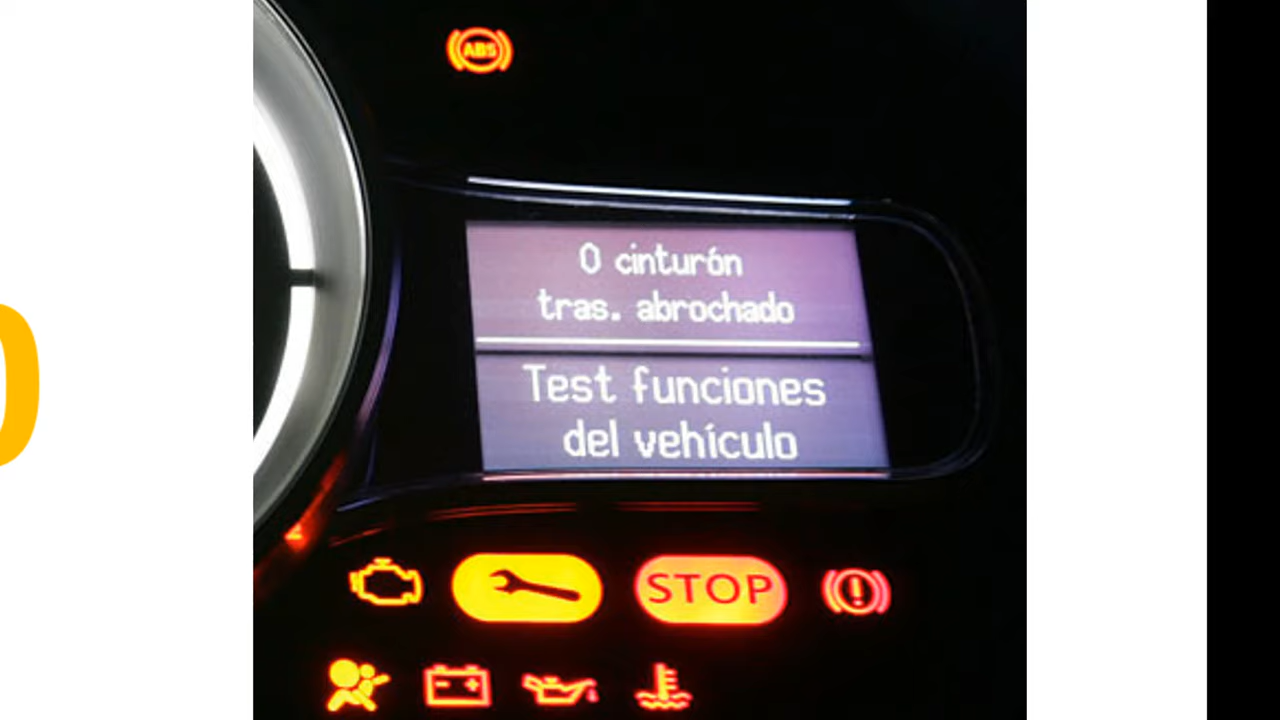 ABS
0 cinturón
tras. abrochado
Test funciones
del vehículo
STOP